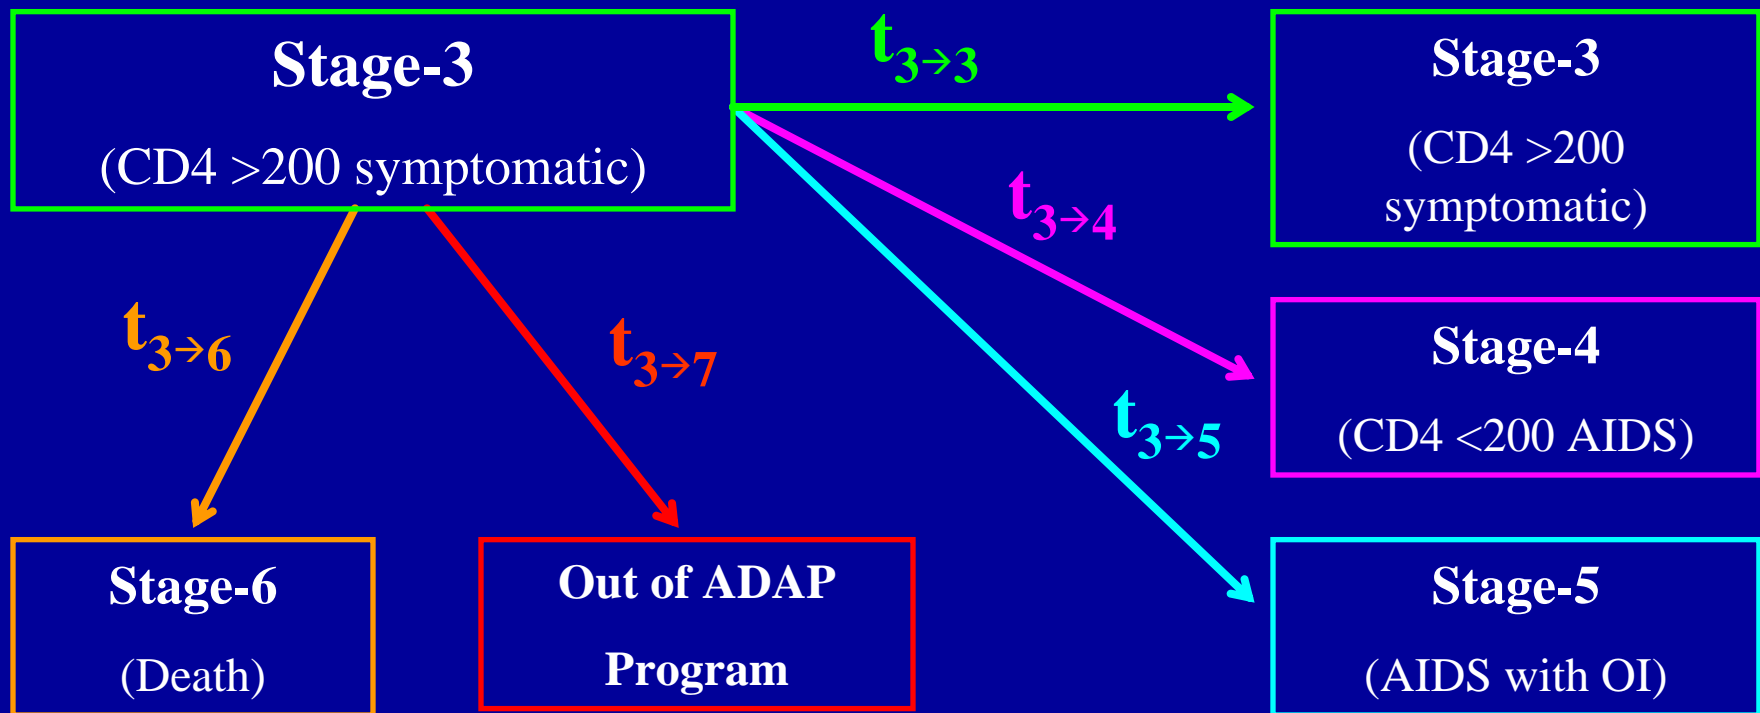 Stage-3
(CD4 >200 symptomatic)
t3→3
Stage-3
(CD4 >200
symptomatic)
t3→4
Stage-4
(CD4 <200 AIDS)
t3→6
t3→7
t3→5
Stage-6
(Death)
Out of ADAP
Program
Stage-5
(AIDS with OI)